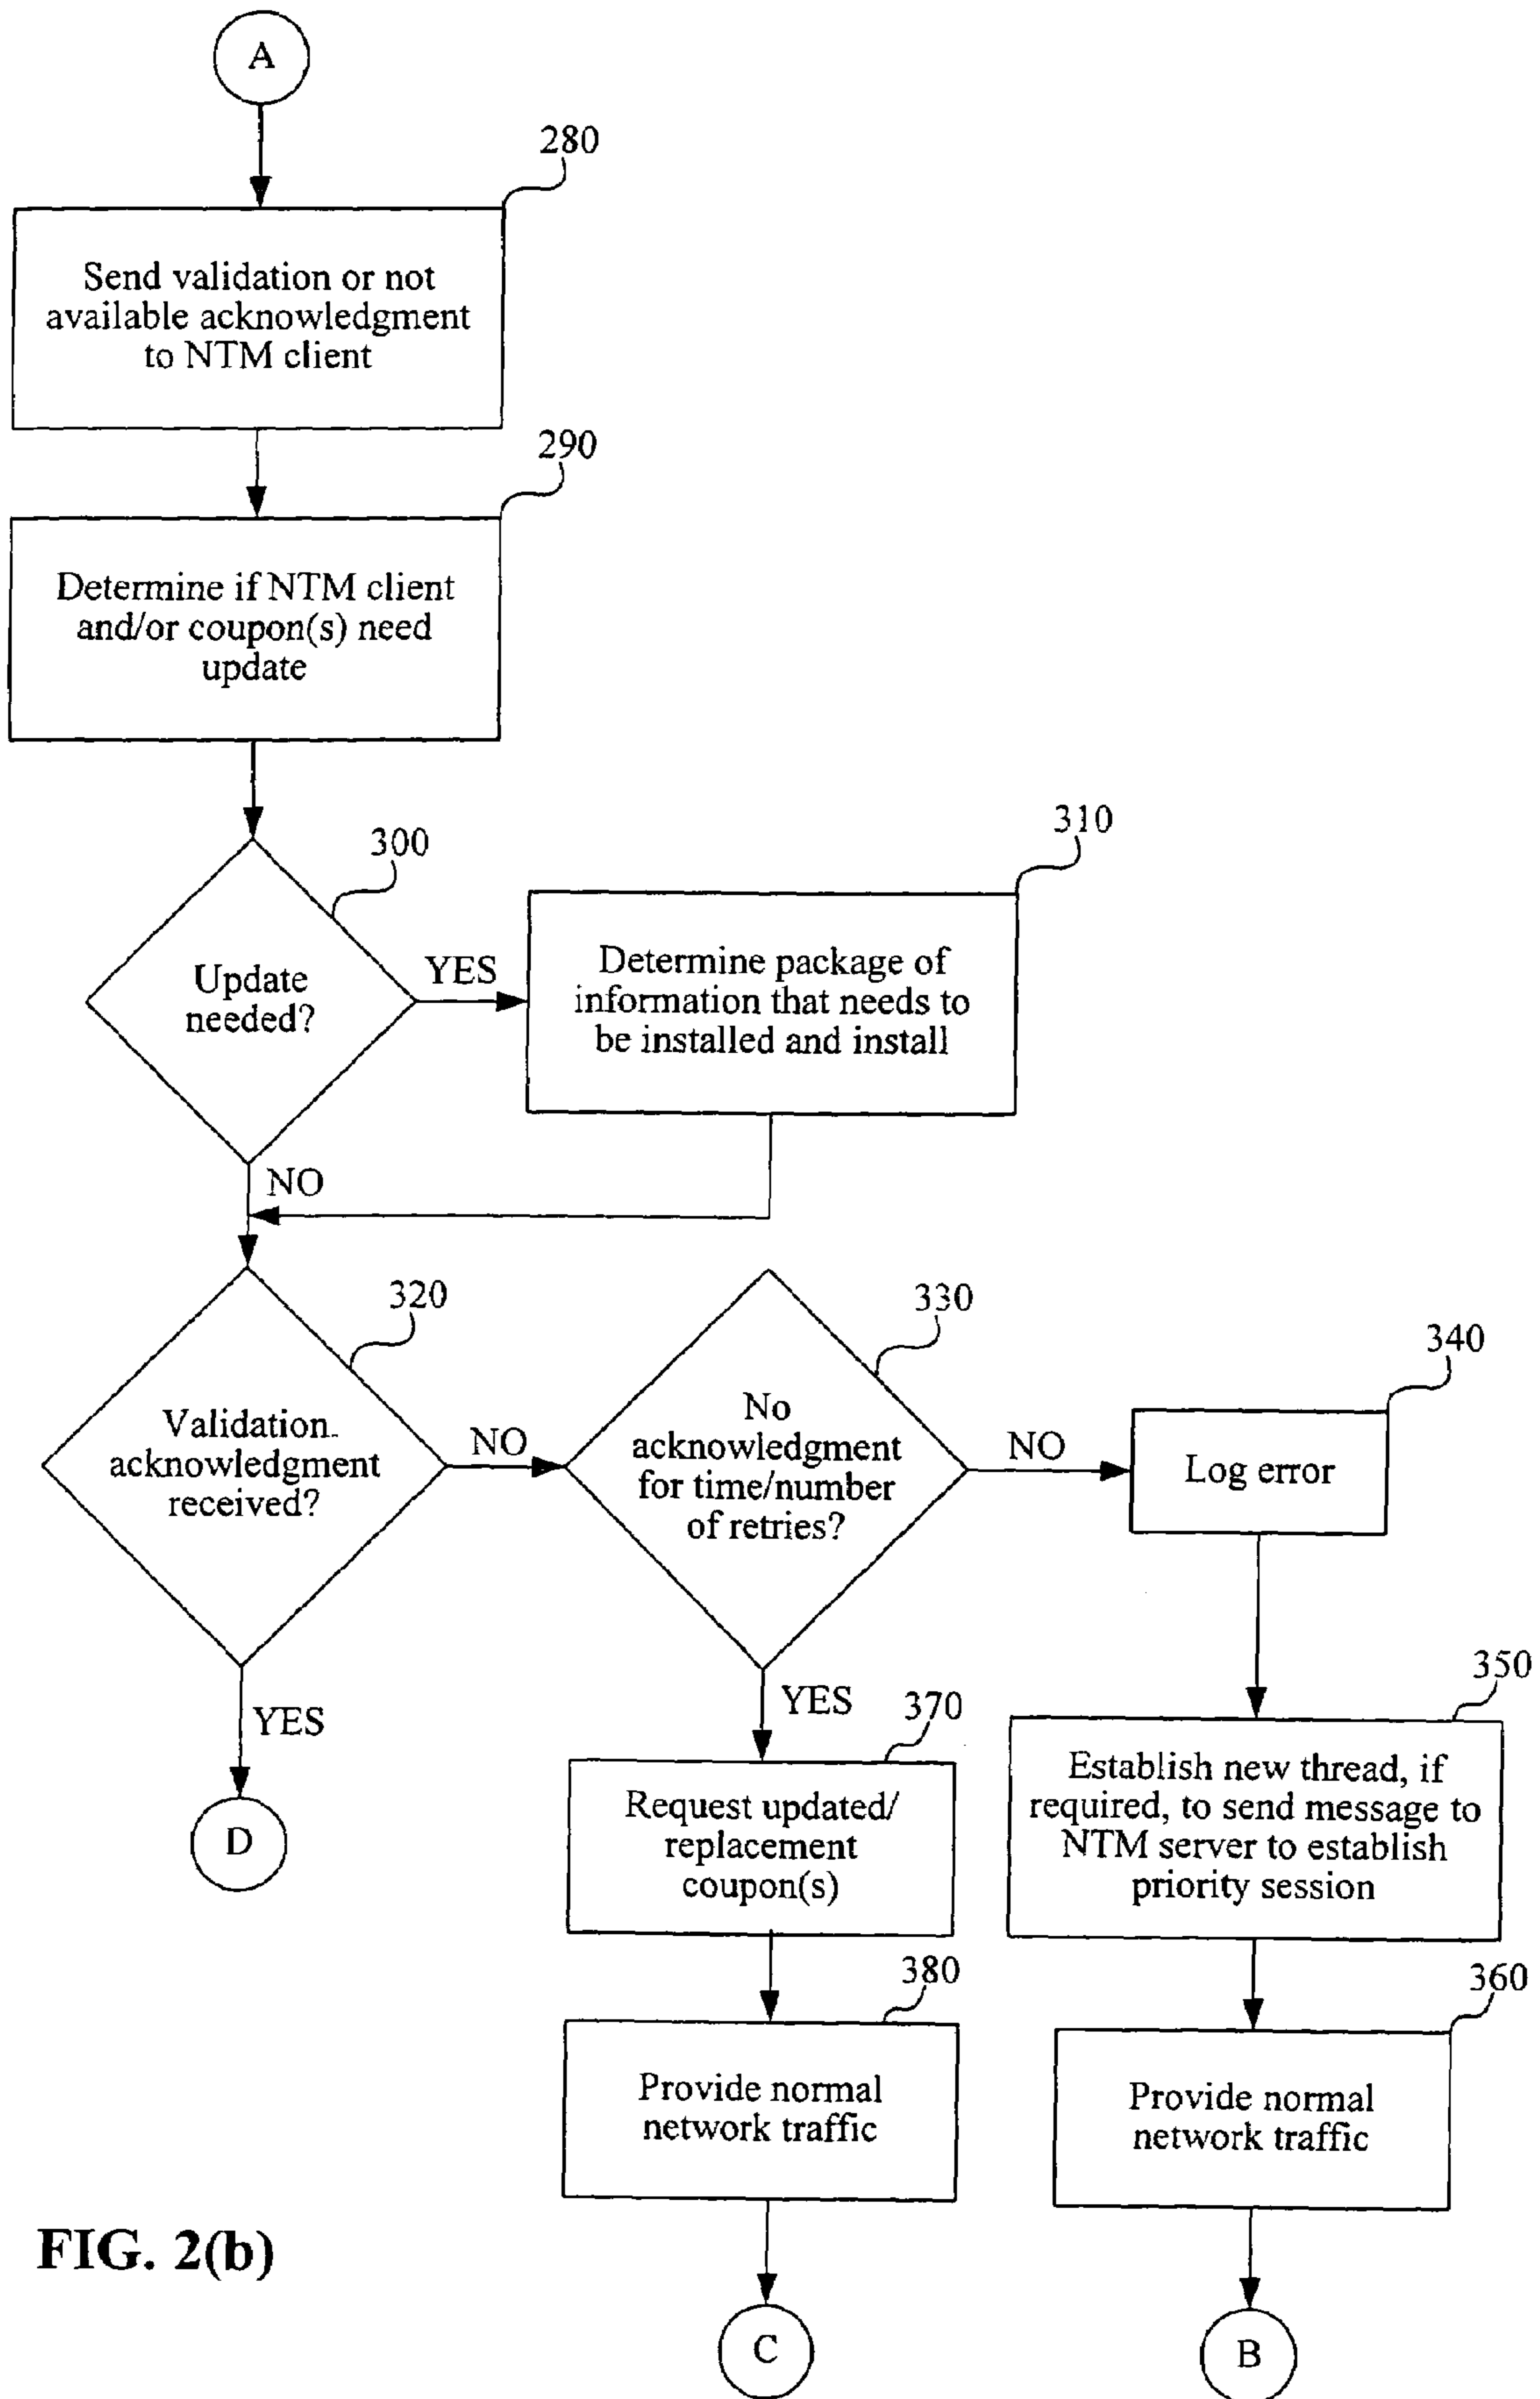 A
280
Send validation or not
available acknowledgment
to NTM client
290
Determine if NTM client
and/or coupon(s) need
update
300
Update
needed?
YES
310
Determine package of
information that needs to
be installed and install
NO
320
Validation
acknowledgment
received?
NO
330
No
acknowledgment
for time/number
of retries?
NO
340
Log error
YES
D
YES
370
Request updated/
replacement
coupon(s)
350
Establish new thread, if
required, to send message to
NTM server to establish
priority session
380
Provide normal
network traffic
360
Provide normal
network traffic
FIG. 2(b)
C
B